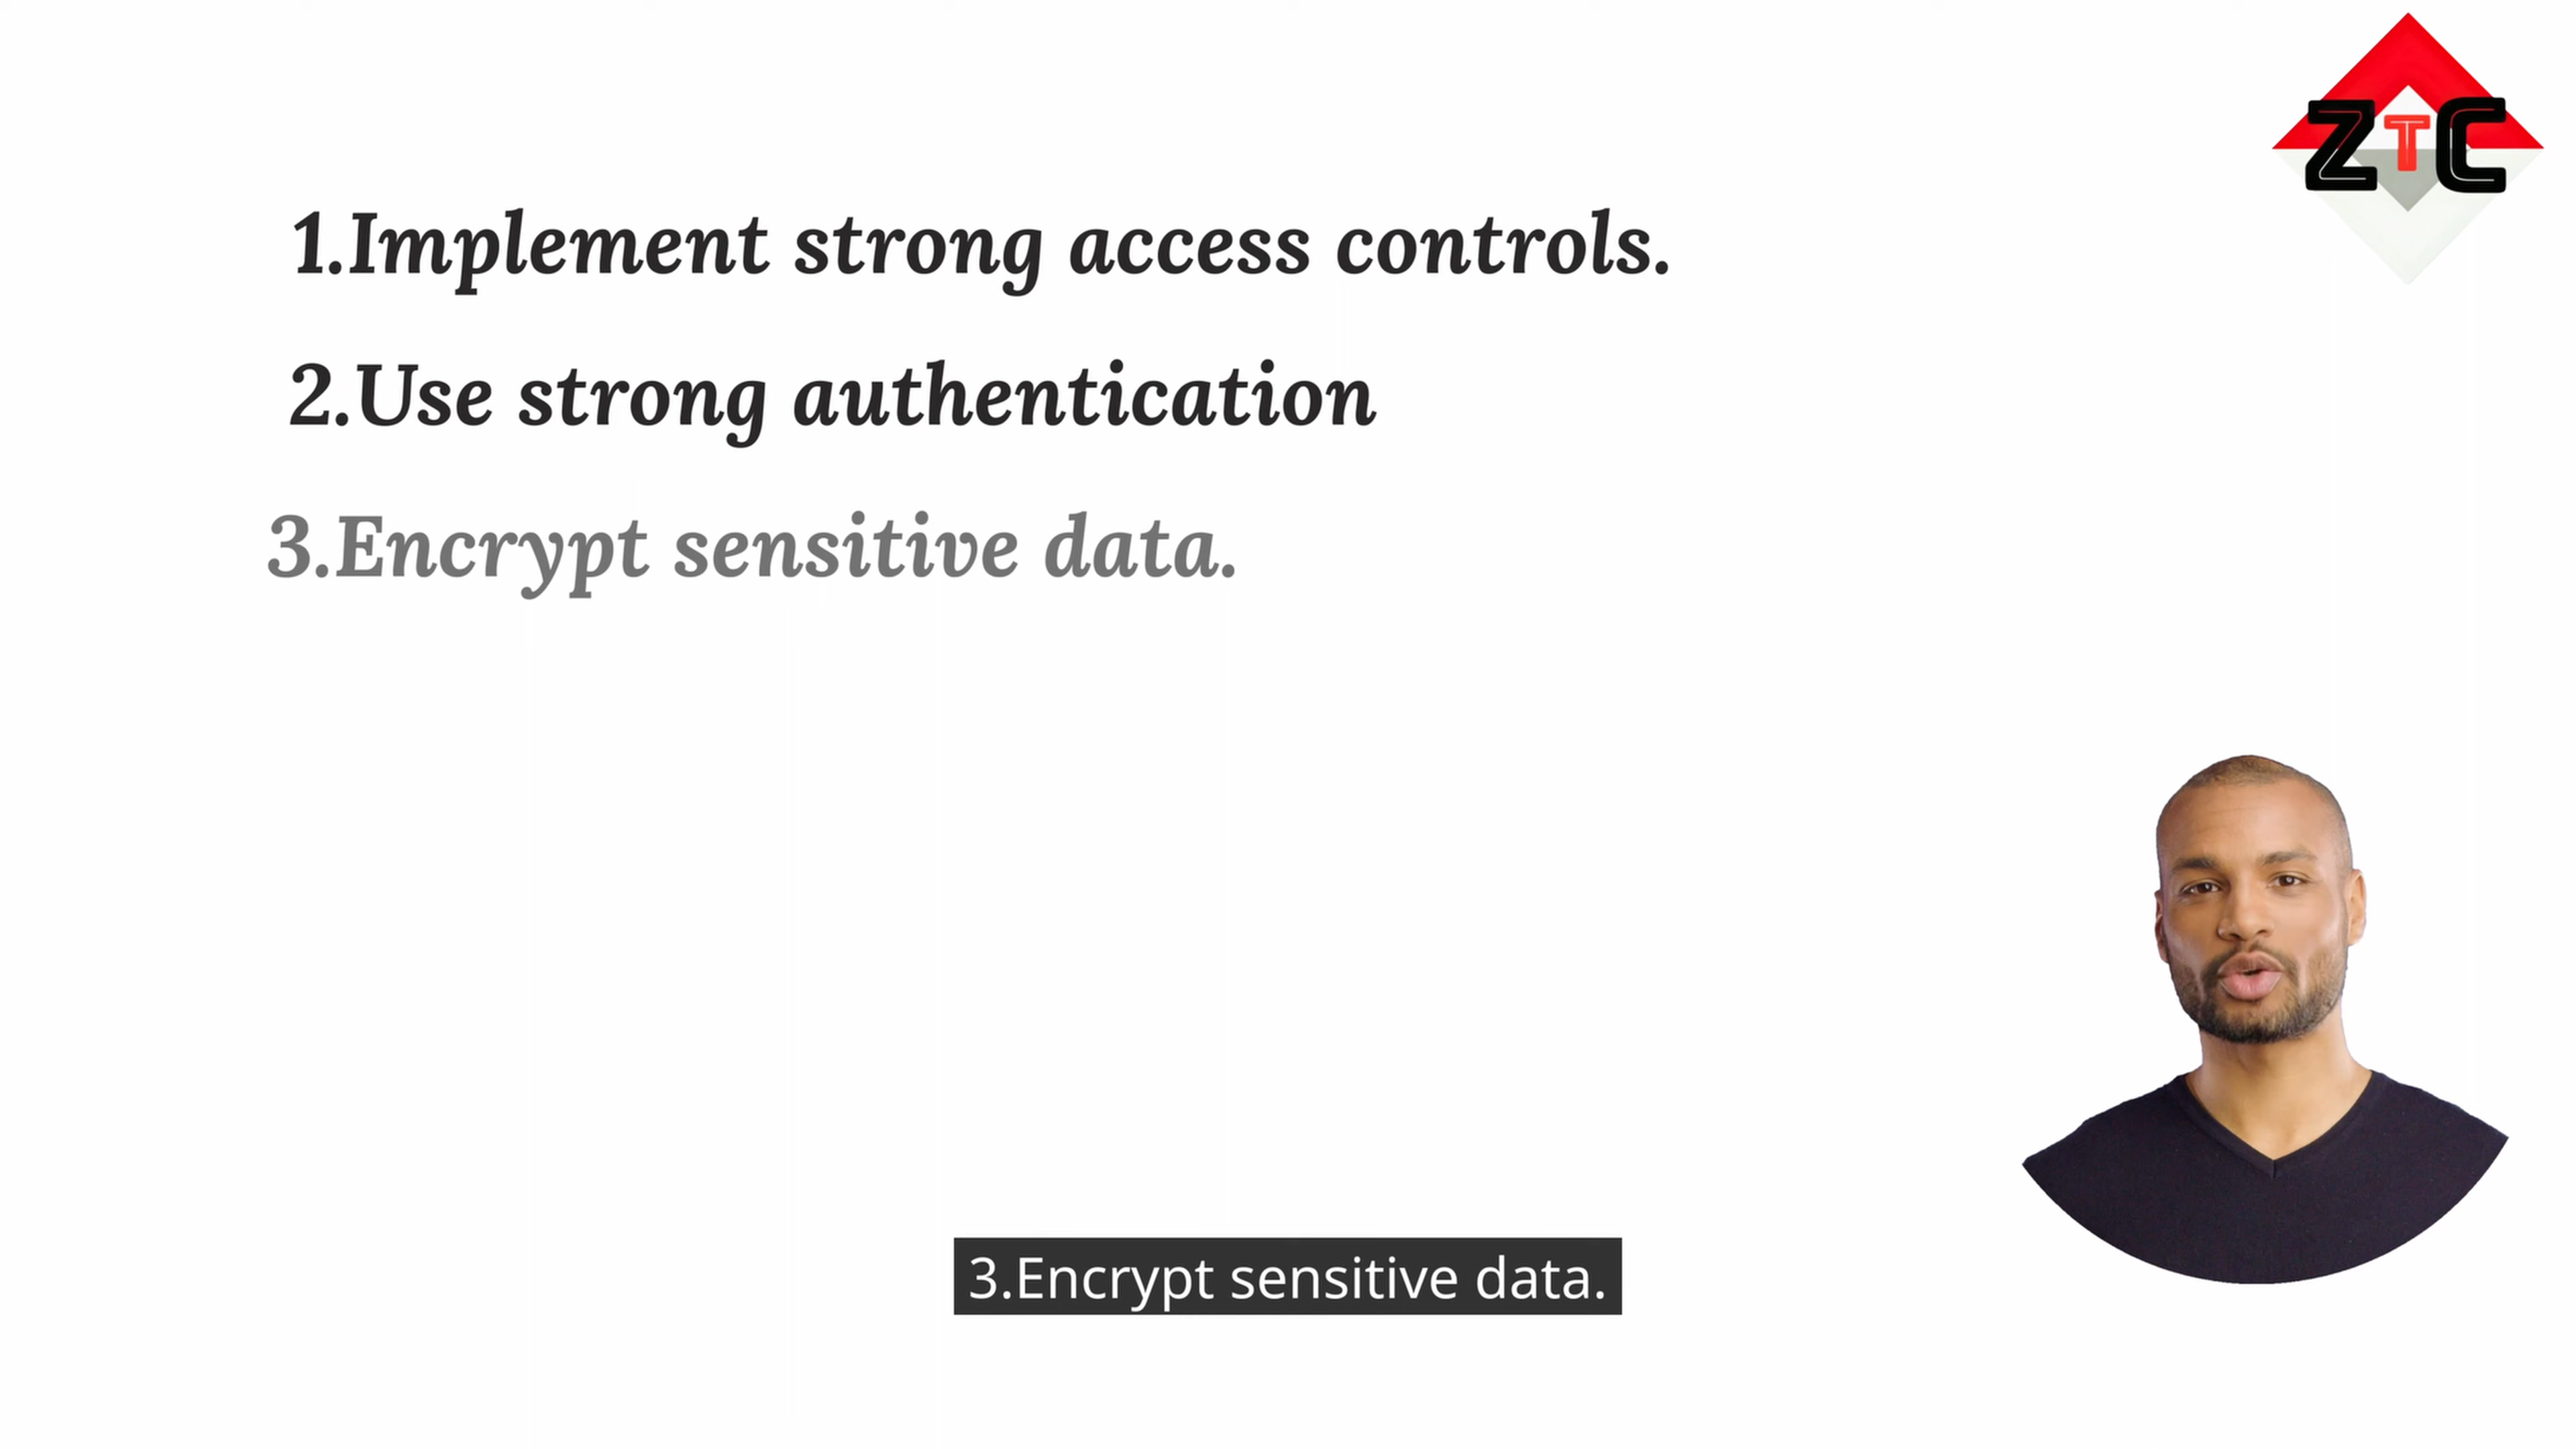 ZTC
1.Implement strong access controls.
2.Use strong authentication
3.Encrypt sensitive data.
3.Encrypt sensitive data.